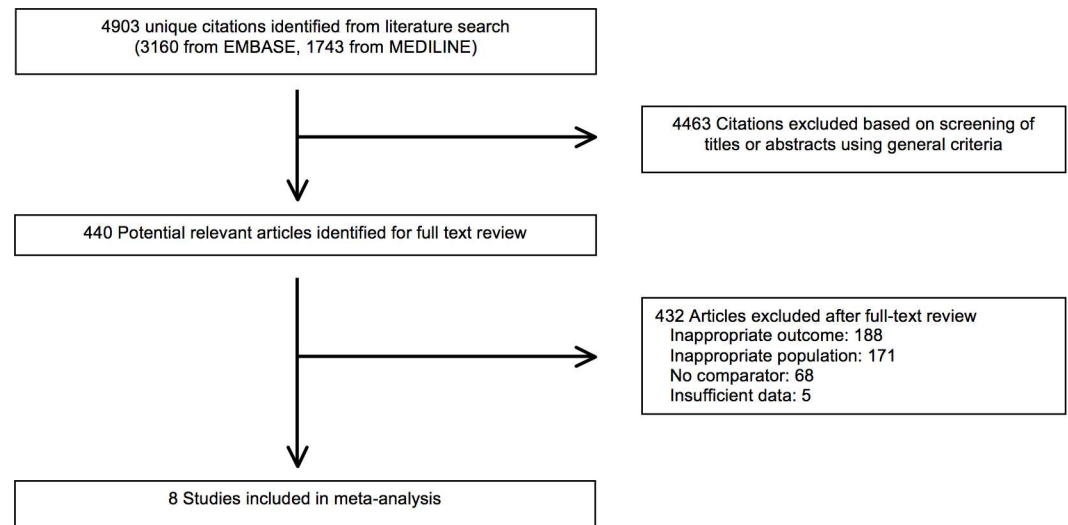 4903 unique citations identified from literature search
(3160 from EMBASE, 1743 from MEDILINE)
4463 Citations excluded based on screening of
titles or abstracts using general criteria
440 Potential relevant articles identified for full text review
432 Articles excluded after full-text review
Inappropriate outcome: 188
Inappropriate population: 171
No comparator: 68
Insufficient data: 5
8 Studies included in meta-analysis